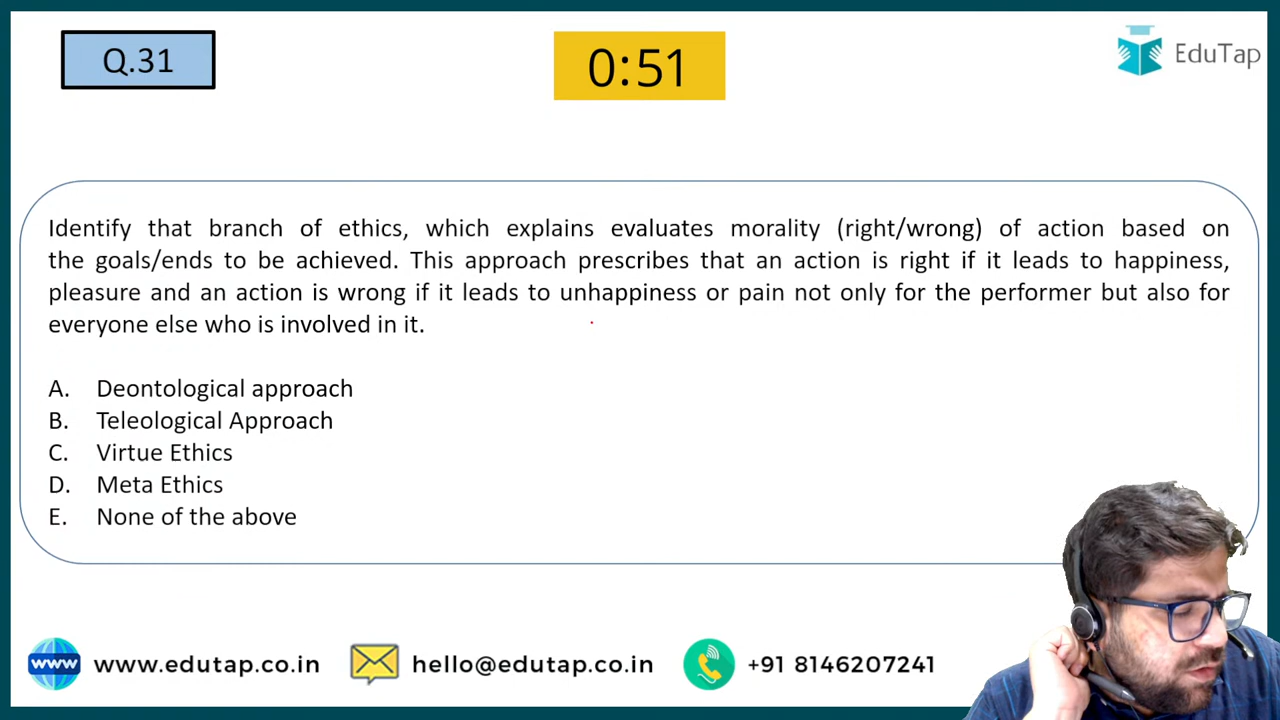 Q.31
0:51
EduTap
Identify that branch of ethics, which explains evaluates morality (right/wrong) of action based on
the goals/ends to be achieved. This approach prescribes that an action is right if it leads to happiness,
pleasure and an action is wrong if it leads to unhappiness or pain not only for the performer but also for
everyone else who is involved in it.
A. Deontological approach
B. Teleological Approach
C. Virtue Ethics
D. Meta Ethics
E. None of the above
www www.edutap.co.in hello@edutap.co.in +91 8146207241